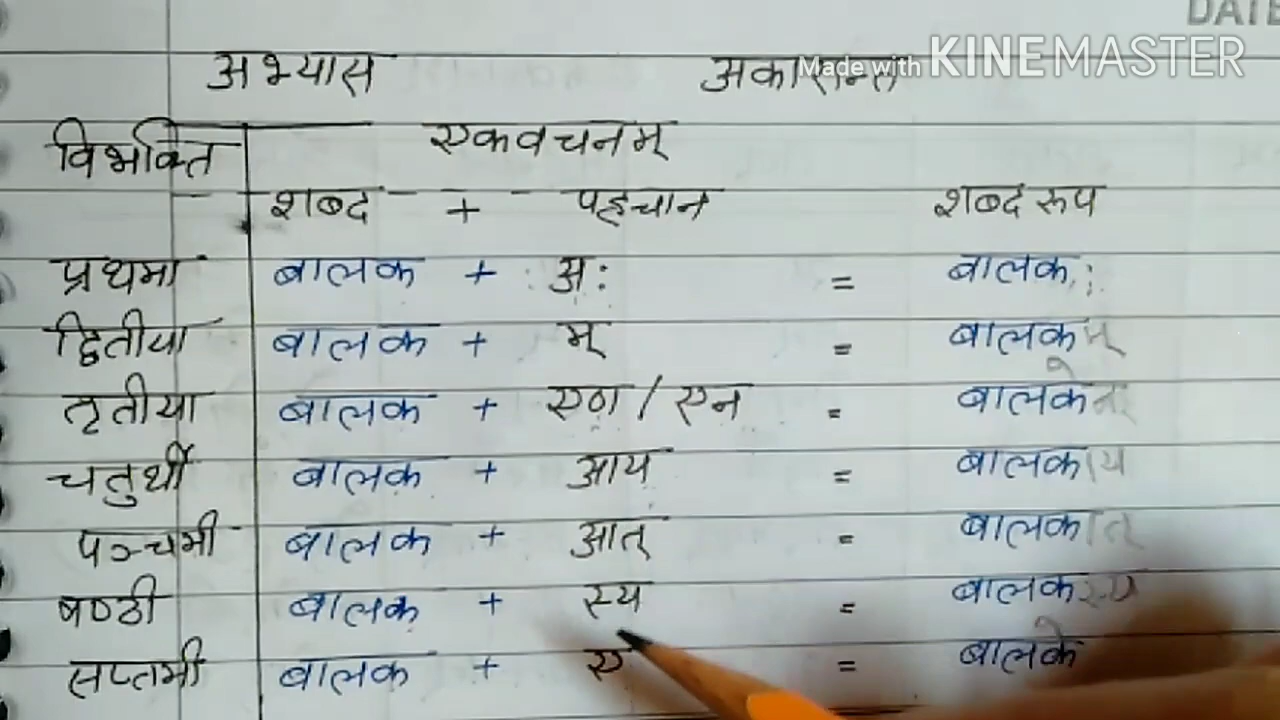 DATE
Made with KINEMASTER
अभ्यास अकारान्त
विभक्ति एकवचनम्
शब्द + पहचान शब्द रूप
प्रथमा बालक + अः = बालकः
द्वितीया बालक + म् = बालकम्
तृतीया बालक + एण / एन = बालकेन
चतुर्थी बालक + आय = बालकाय
पञ्चमी बालक + आत् = बालकात्
षष्ठी बालक + स्य = बालकस्य
सप्तमी बालक + ए = बालके